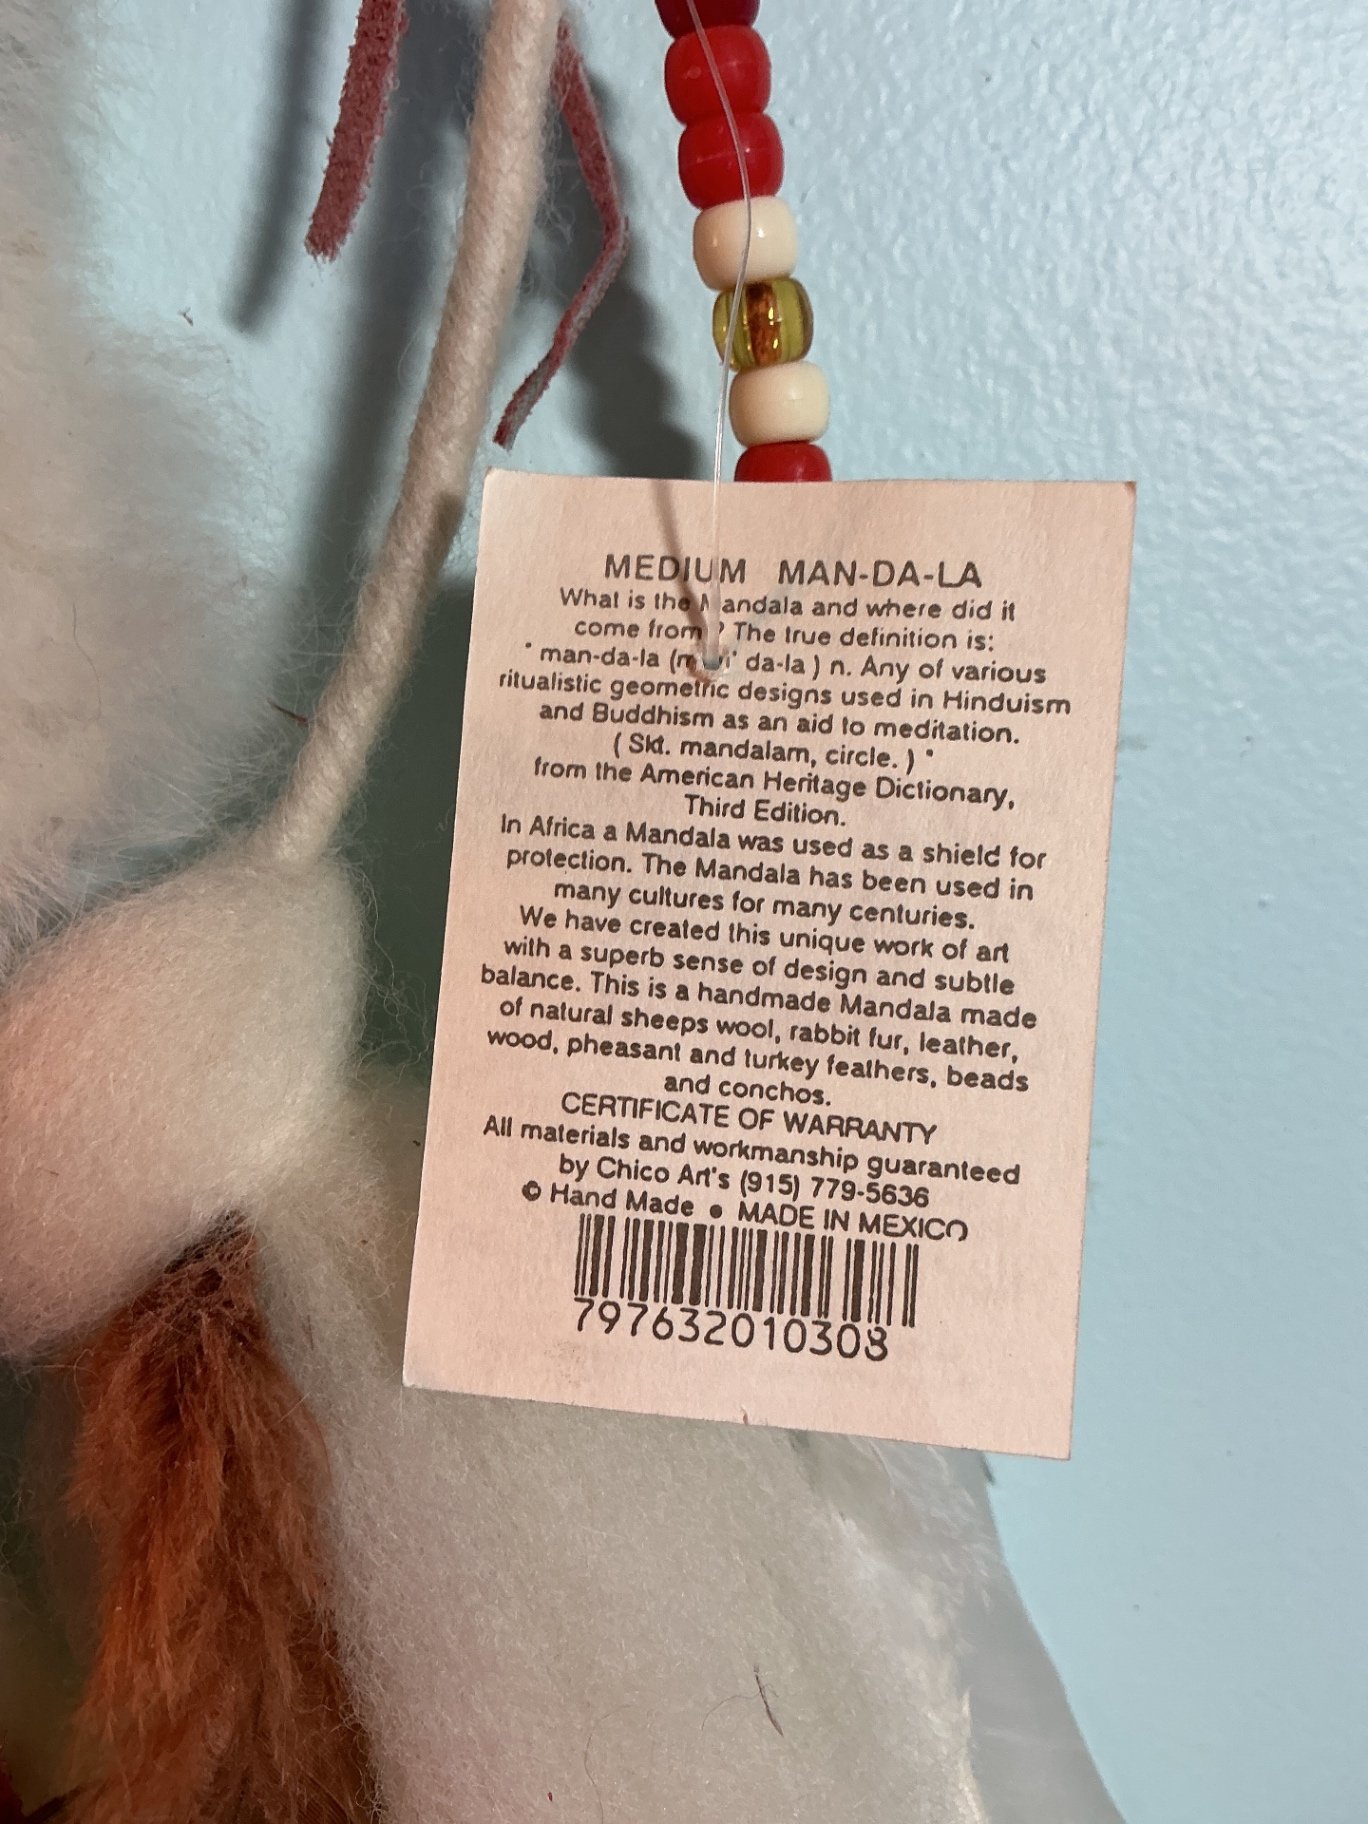 MEDIUM MAN-DA-LA
What is the Mandala and where did it
come from ? The true definition is:
" man-da-la ( da-la ) n. Any of various
ritualistic geometric designs used in Hinduism
and Buddhism as an aid to meditation.
( Skt. mandalam, circle. ) "
from the American Heritage Dictionary,
Third Edition.
In Africa a Mandala was used as a shield for
protection. The Mandala has been used in
many cultures for many centuries.
We have created this unique work of art
with a superb sense of design and subtle
balance. This is a handmade Mandala made
of natural sheeps wool, rabbit fur, leather,
wood, pheasant and turkey feathers, beads
and conchos.
CERTIFICATE OF WARRANTY
All materials and workmanship guaranteed
by Chico Art's (915) 779-5636
© Hand Made • MADE IN MEXICO
797632010308